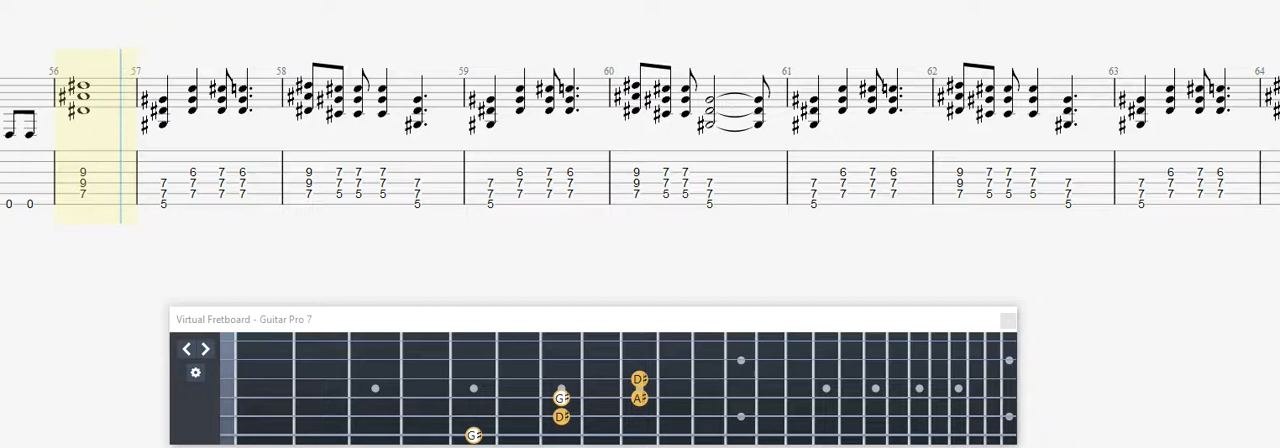 56 57 58 59 60 61 62 63 64
9 6 7 6 9 7 7 7 6 7 6 9 7 7 6 7 6 9 7 7 7 6 7 6
9 7 7 7 7 9 7 7 7 7 7 7 7 7 9 7 7 7 7 7 7 7 9 7 7 7 7 7 7 7 7
7 7 7 7 7 7 5 5 5 7 7 7 7 7 7 5 5 7 7 7 7 7 7 5 5 5 7 7 7 7 7
0 0 5 5 5 5 5 5 5
Virtual Fretboard - Guitar Pro 7
D♯
G♯ A♯
D♯
G♯